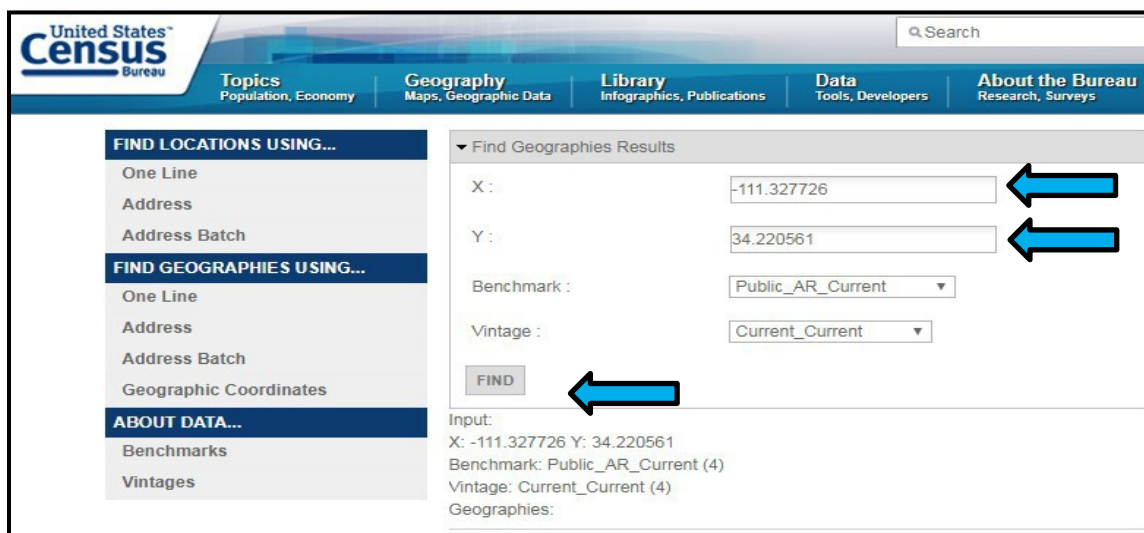 United States™
Census
Bureau
Search
Topics
Population, Economy
Geography
Maps, Geographic Data
Library
Infographics, Publications
Data
Tools, Developers
About the Bureau
Research, Surveys
FIND LOCATIONS USING...
One Line
Address
Address Batch
FIND GEOGRAPHIES USING...
One Line
Address
Address Batch
Geographic Coordinates
ABOUT DATA...
Benchmarks
Vintages
Find Geographies Results
X : -111.327726
Y : 34.220561
Benchmark : Public_AR_Current
Vintage : Current_Current
FIND
Input:
X: -111.327726 Y: 34.220561
Benchmark: Public_AR_Current (4)
Vintage: Current_Current (4)
Geographies: